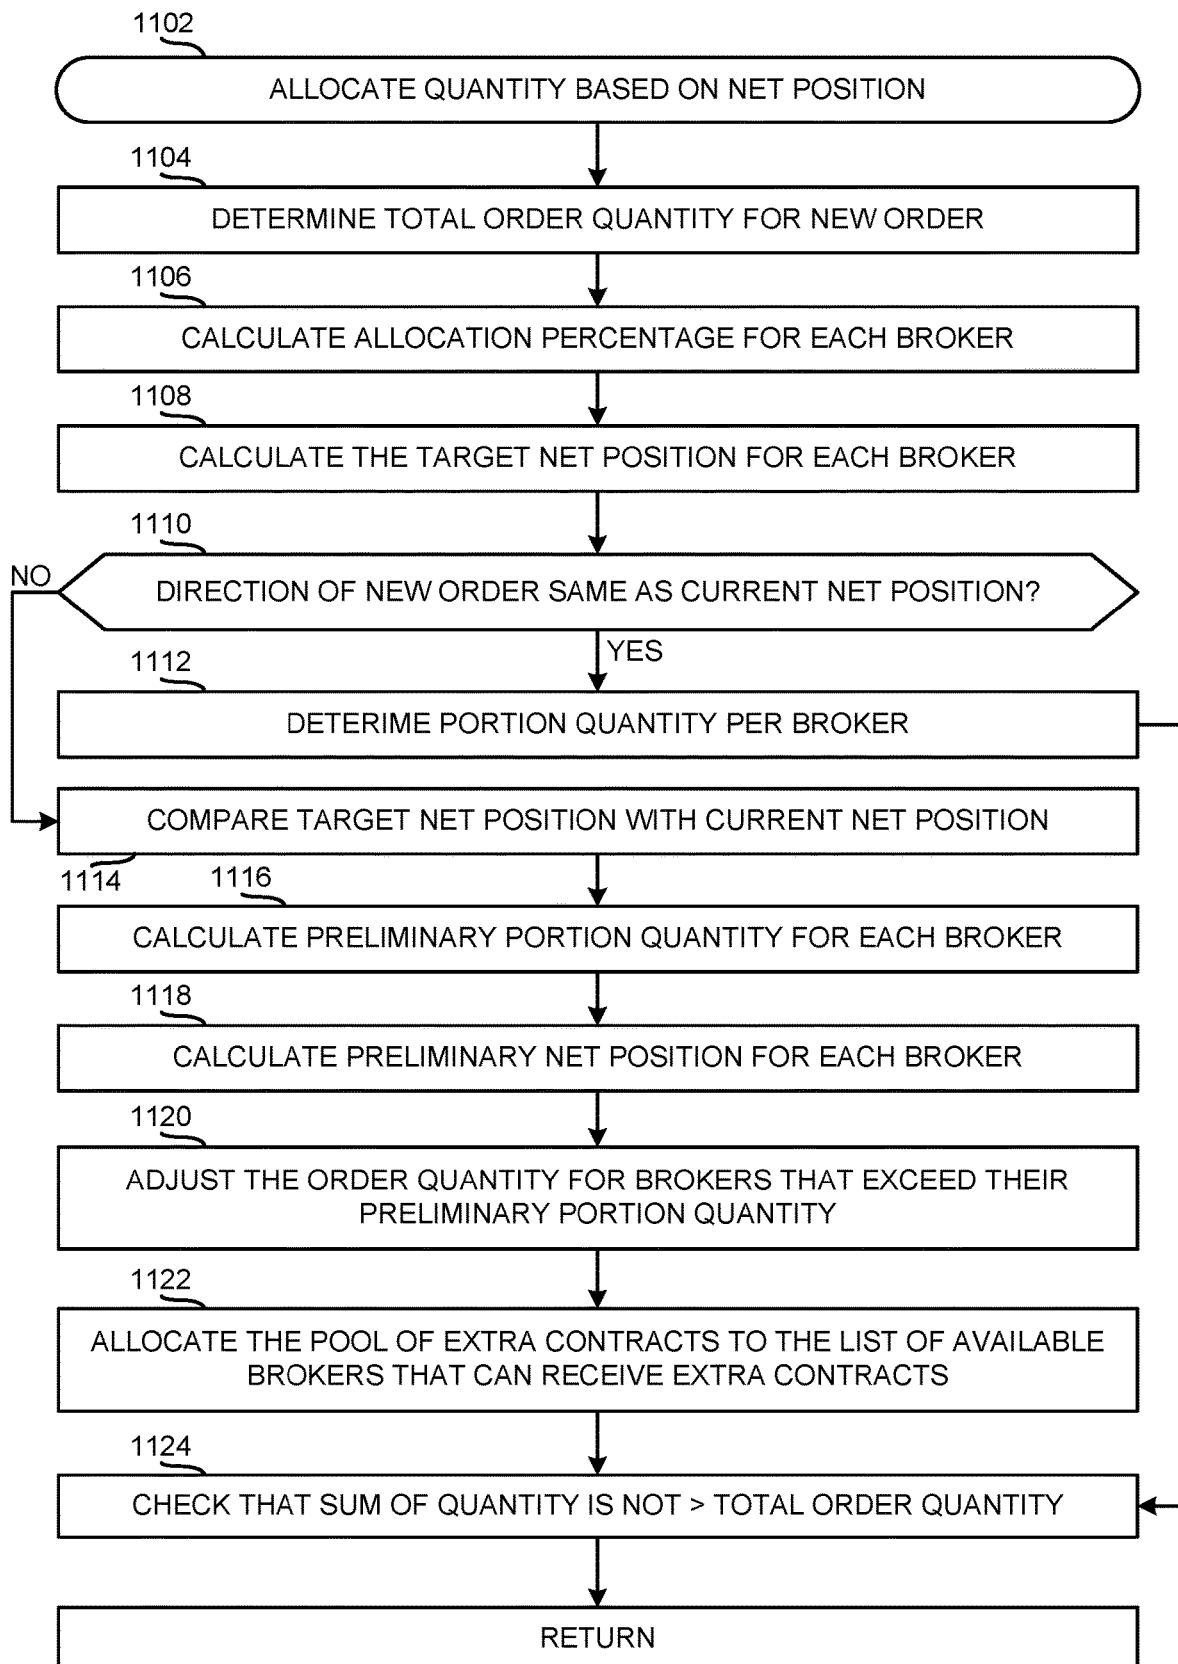 1102
ALLOCATE QUANTITY BASED ON NET POSITION
1104
DETERMINE TOTAL ORDER QUANTITY FOR NEW ORDER
1106
CALCULATE ALLOCATION PERCENTAGE FOR EACH BROKER
1108
CALCULATE THE TARGET NET POSITION FOR EACH BROKER
1110
NO
DIRECTION OF NEW ORDER SAME AS CURRENT NET POSITION?
YES
1112
DETERIME PORTION QUANTITY PER BROKER
COMPARE TARGET NET POSITION WITH CURRENT NET POSITION
1114
1116
CALCULATE PRELIMINARY PORTION QUANTITY FOR EACH BROKER
1118
CALCULATE PRELIMINARY NET POSITION FOR EACH BROKER
1120
ADJUST THE ORDER QUANTITY FOR BROKERS THAT EXCEED THEIR
PRELIMINARY PORTION QUANTITY
1122
ALLOCATE THE POOL OF EXTRA CONTRACTS TO THE LIST OF AVAILABLE
BROKERS THAT CAN RECEIVE EXTRA CONTRACTS
1124
CHECK THAT SUM OF QUANTITY IS NOT > TOTAL ORDER QUANTITY
RETURN